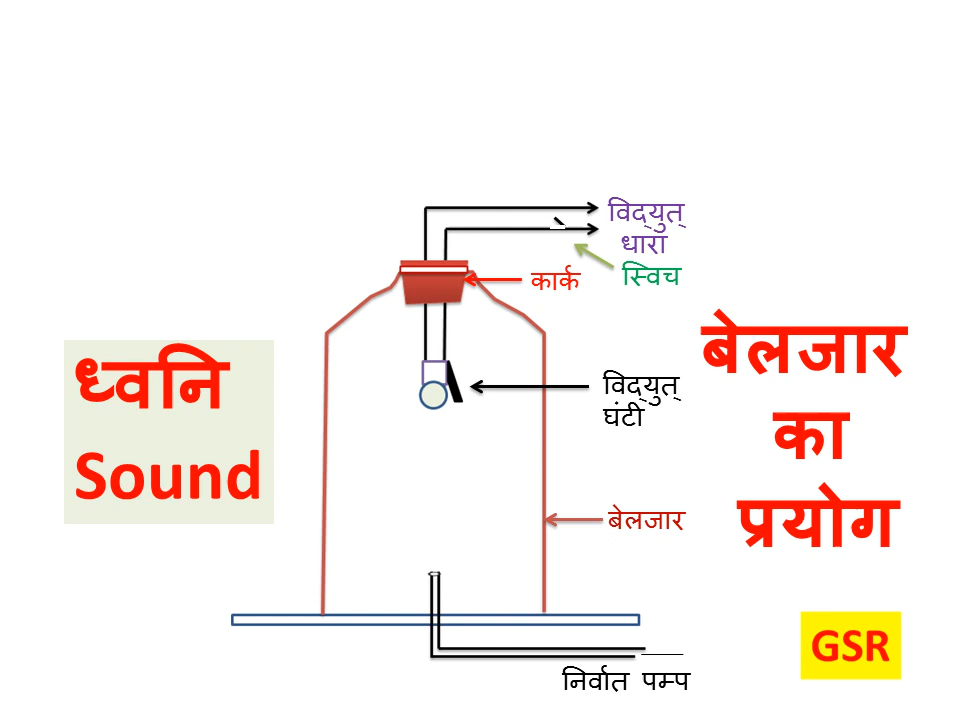 विद्युत्
धारा
स्विच
कार्क
ध्वनि
Sound
विद्युत्
घंटी
बेलजार
का
प्रयोग
बेलजार
GSR
निर्वात पम्प